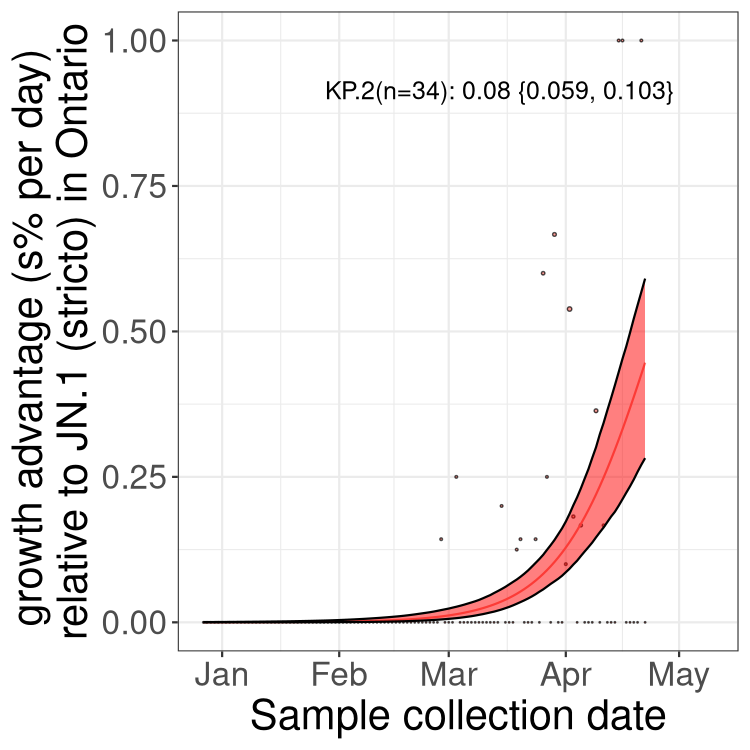 growth advantage (s% per day)
relative to JN.1 (stricto) in Ontario
1.00
0.75
0.50
0.25
0.00
KP.2(n=34): 0.08 {0.059, 0.103}
Jan Feb Mar Apr May
Sample collection date